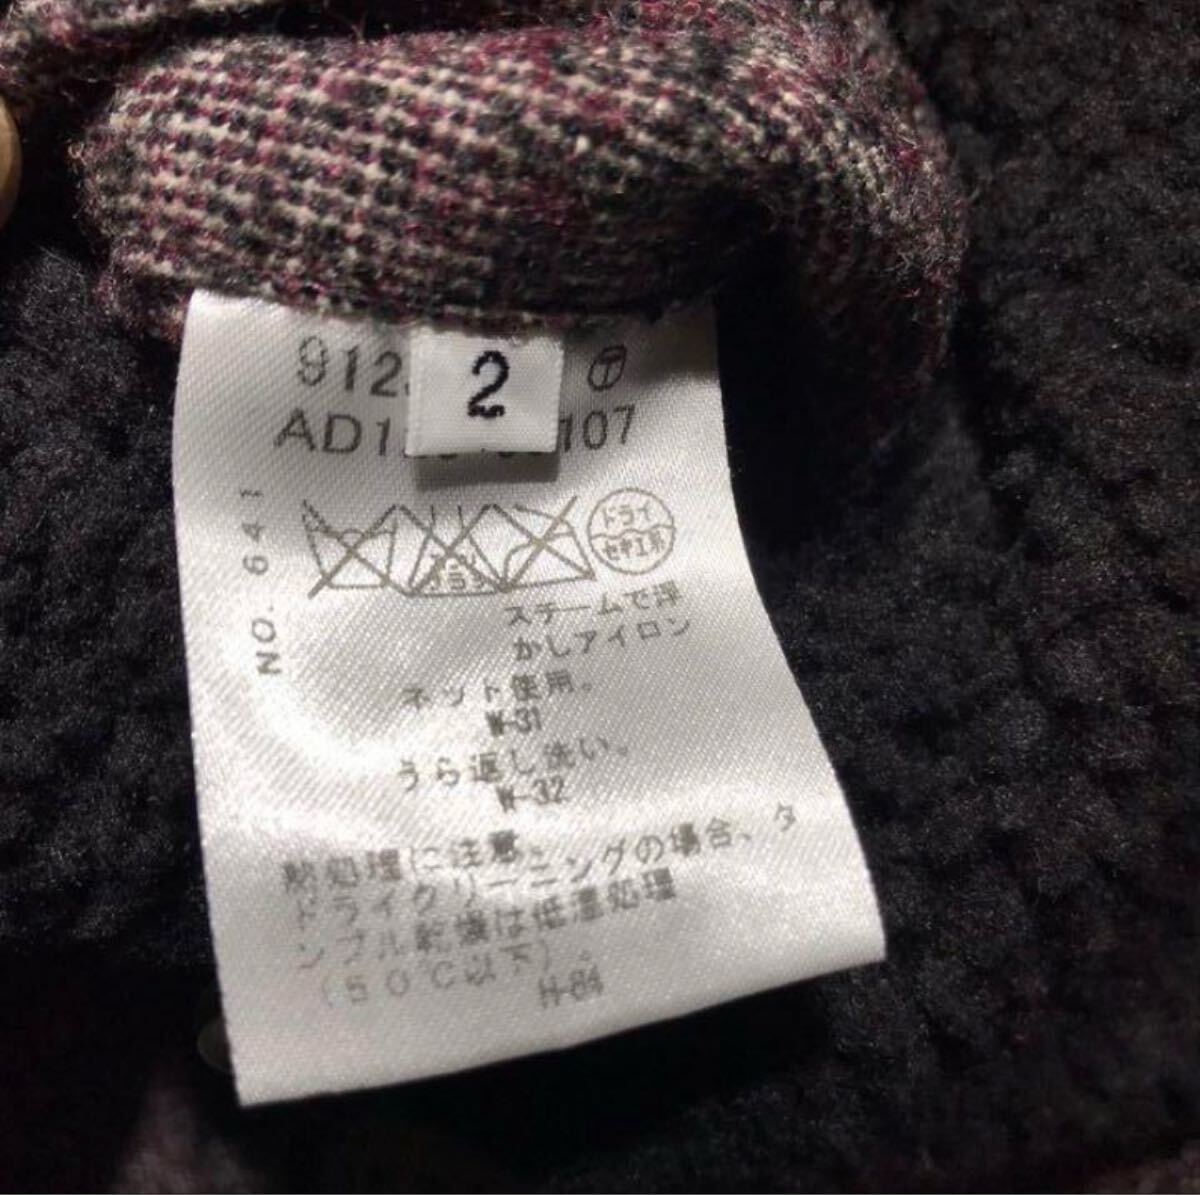 2
107
NO. 641
ドライ
セキユ系
スチームで浮
かしアイロン
ネット使用。
W-31
うら返し洗い。
W-32
熱処理に注意
ドライクリーニングの場合、タ
ンブル乾燥は低温処理
(50℃以下)。
H-84